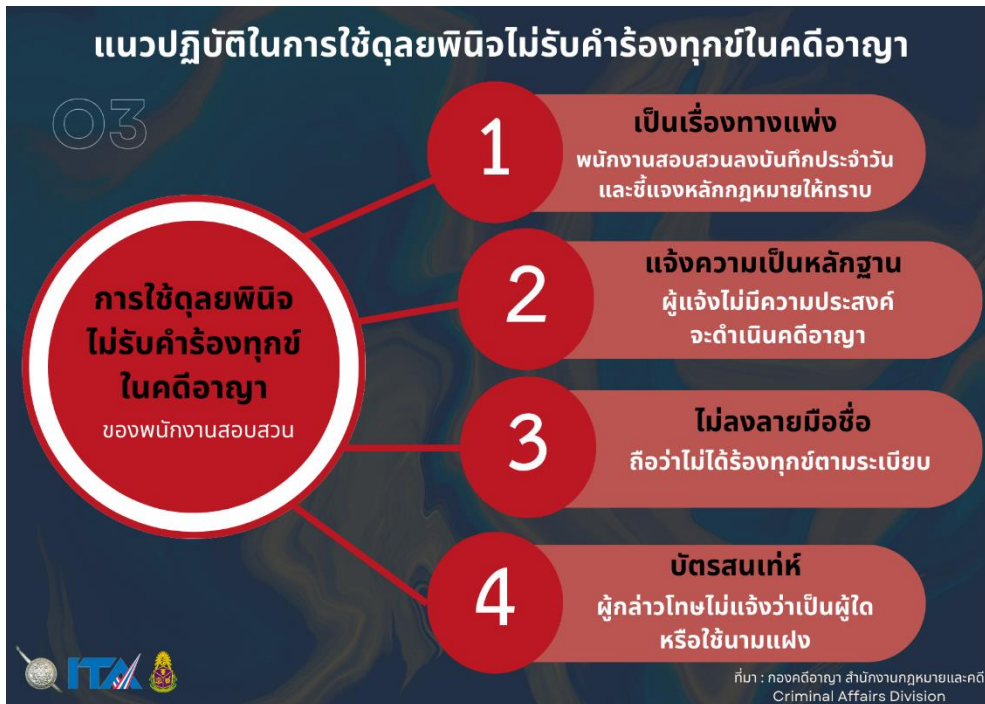 แนวปฏิบัติในการใช้ดุลยพินิจไม่รับคำร้องทุกข์ในคดีอาญา
03
การใช้ดุลยพินิจ
ไม่รับคำร้องทุกข์
ในคดีอาญา
ของพนักงานสอบสวน
1
เป็นเรื่องทางแพ่ง
พนักงานสอบสวนลงบันทึกประจำวัน
และชี้แจงหลักกฎหมายให้ทราบ
2
แจ้งความเป็นหลักฐาน
ผู้แจ้งไม่มีความประสงค์
จะดำเนินคดีอาญา
3
ไม่ลงลายมือชื่อ
ถือว่าไม่ได้ร้องทุกข์ตามระเบียบ
4
บัตรสนเท่ห์
ผู้กล่าวโทษไม่แจ้งว่าเป็นผู้ใด
หรือใช้นามแฝง
ITA
ที่มา : กองคดีอาญา สำนักงานกฎหมายและคดี
Criminal Affairs Division